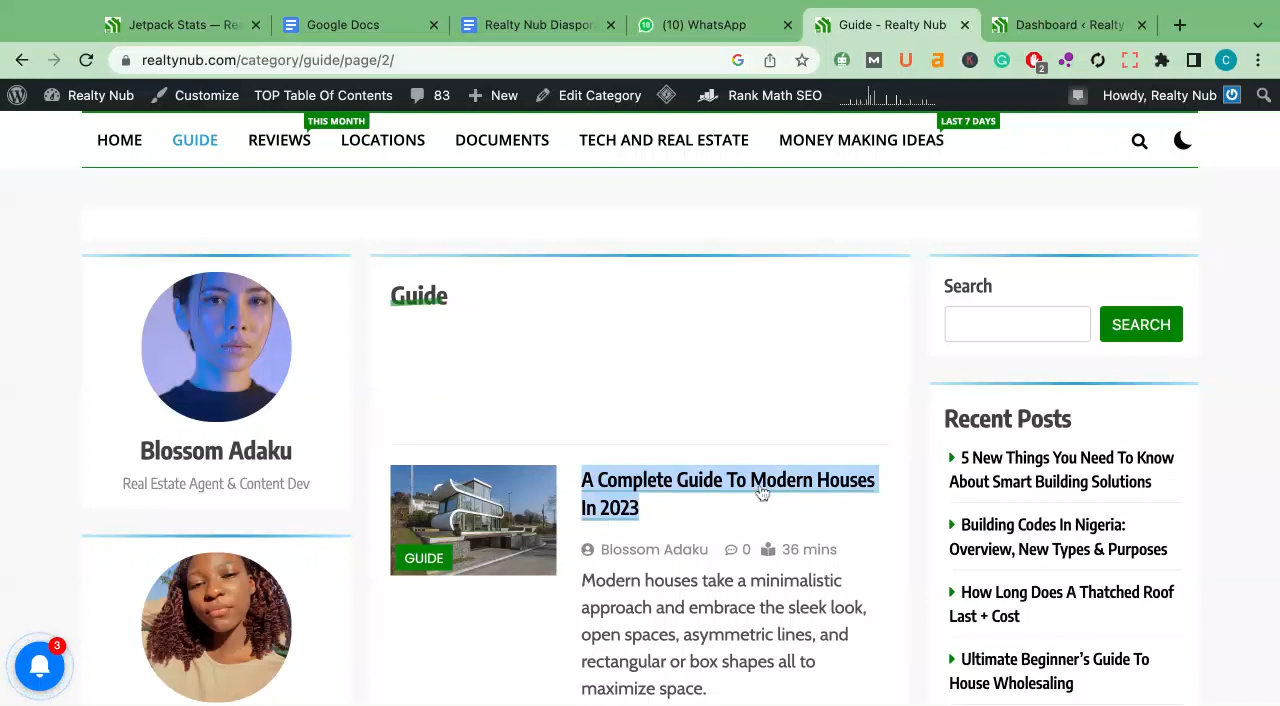 Jetpack Stats — Rea
Google Docs
Realty Nub Diaspor
(10) WhatsApp
Guide - Realty Nub
Dashboard ‹ Realty
realtynub.com/category/guide/page/2/
2
C
Realty Nub
Customize
TOP Table Of Contents
83
New
Edit Category
Rank Math SEO
Howdy, Realty Nub
THIS MONTH
LAST 7 DAYS
HOME
GUIDE
REVIEWS
LOCATIONS
DOCUMENTS
TECH AND REAL ESTATE
MONEY MAKING IDEAS
Blossom Adaku
Real Estate Agent & Content Dev
3
Guide
GUIDE
A Complete Guide To Modern Houses
In 2023
Blossom Adaku
0
36 mins
Modern houses take a minimalistic
approach and embrace the sleek look,
open spaces, asymmetric lines, and
rectangular or box shapes all to
maximize space.
Search
SEARCH
Recent Posts
5 New Things You Need To Know
About Smart Building Solutions
Building Codes In Nigeria:
Overview, New Types & Purposes
How Long Does A Thatched Roof
Last + Cost
Ultimate Beginner's Guide To
House Wholesaling